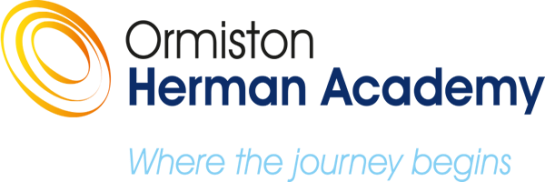 Ormiston
Herman Academy
Where the journey begins